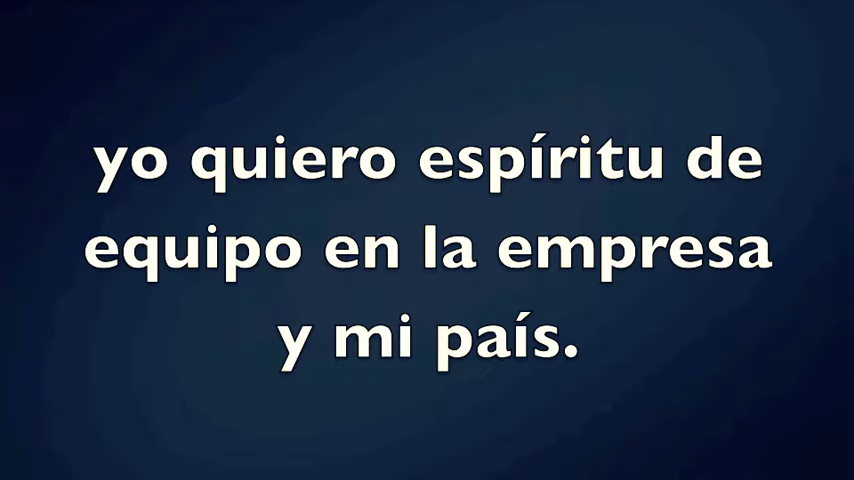 yo quiero espíritu de
equipo en la empresa
y mi país.